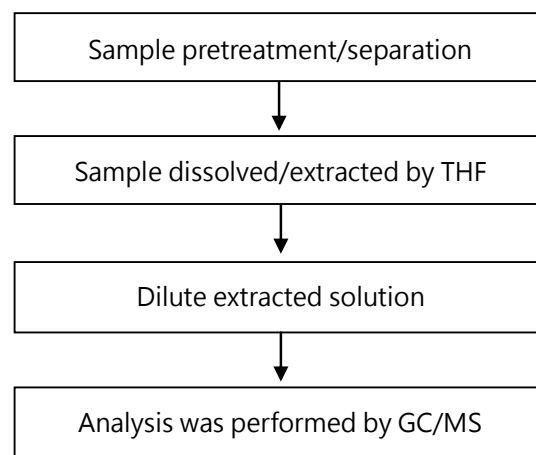 Sample pretreatment/separation
Sample dissolved/extracted by THF
Dilute extracted solution
Analysis was performed by GC/MS